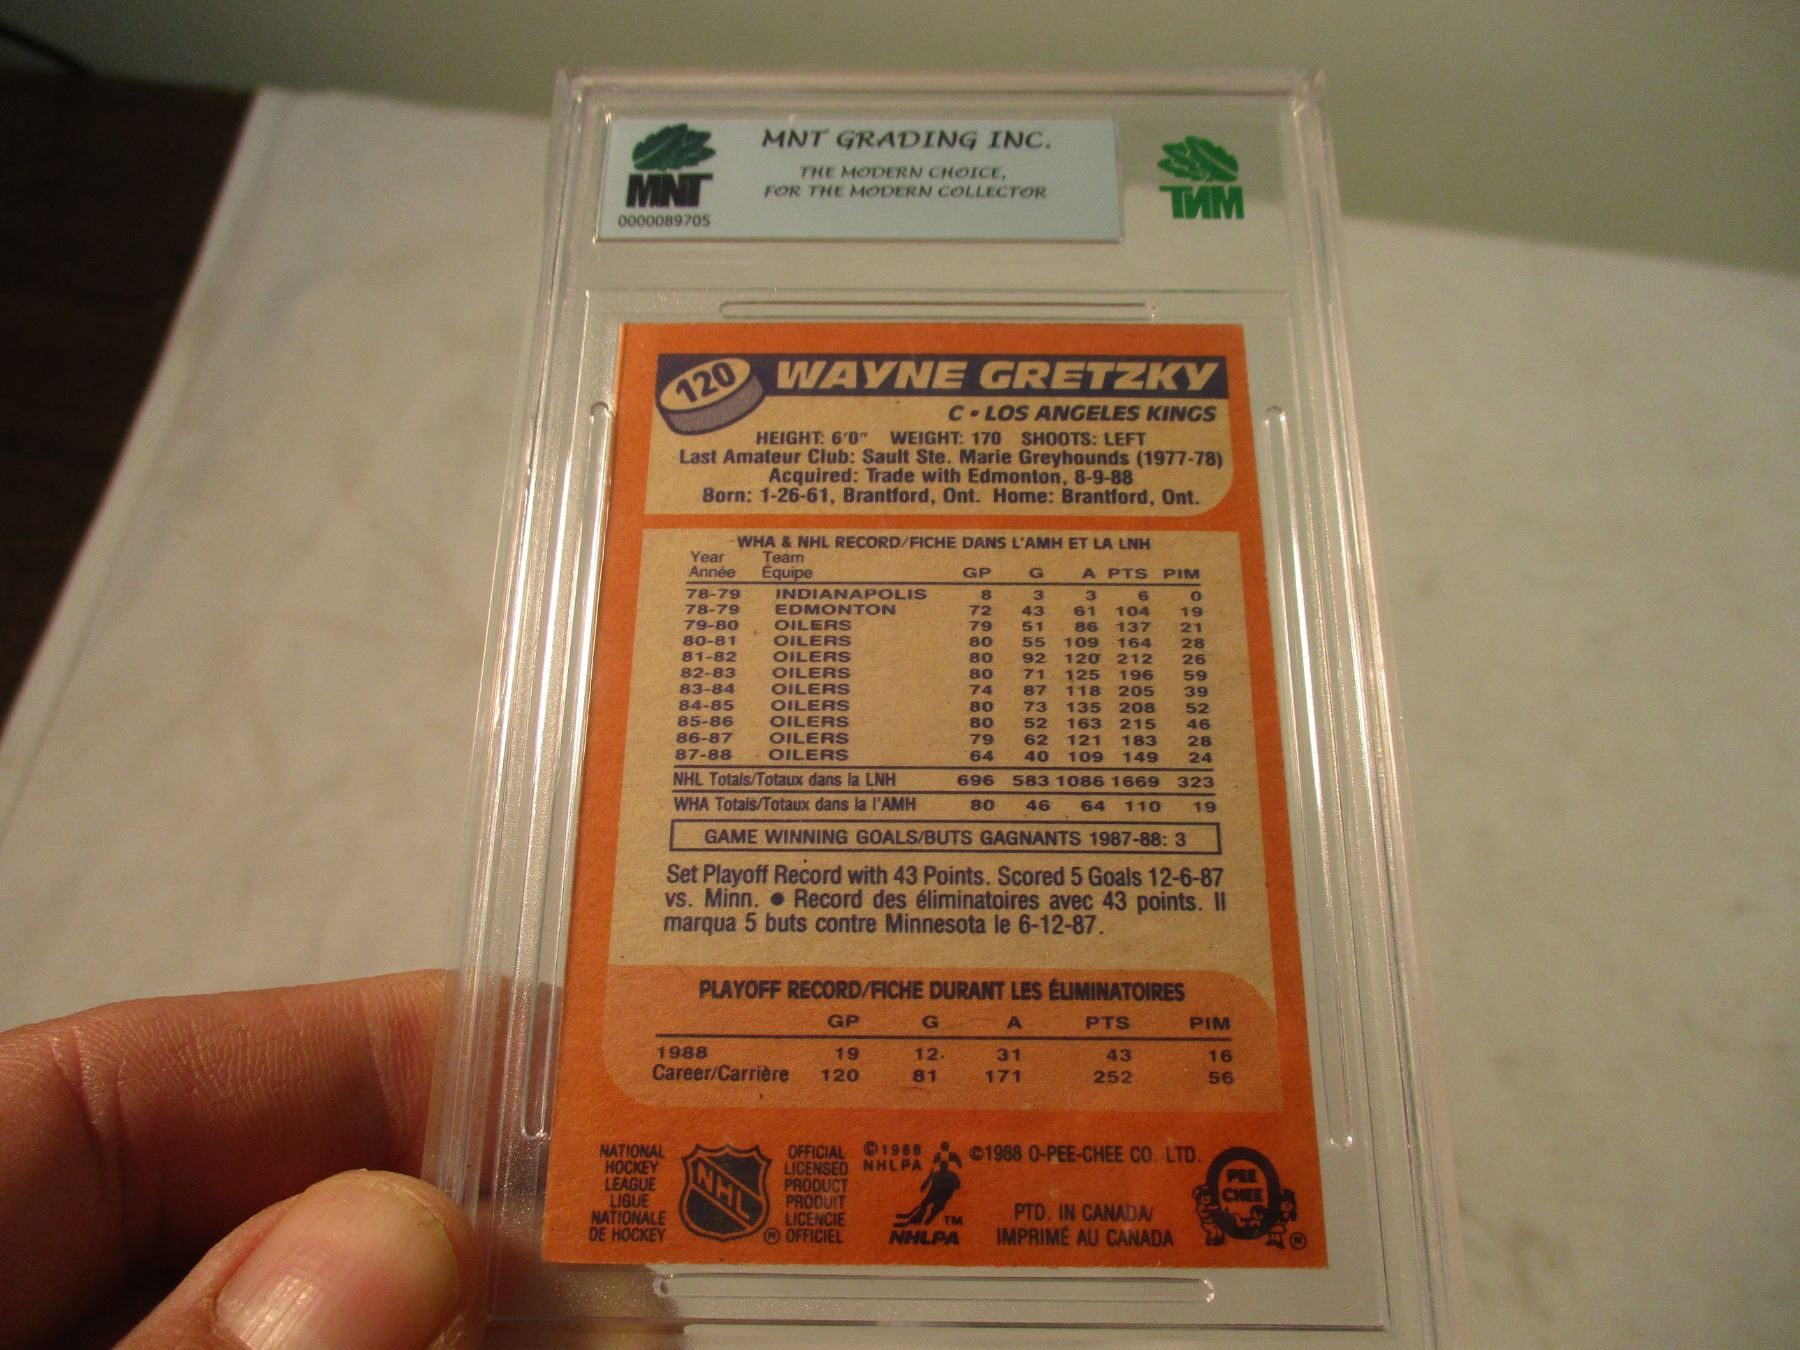 MNT GRADING INC.
THE MODERN CHOICE,
FOR THE MODERN COLLECTOR
MNT
0000089705
MNT
120
WAYNE GRETZKY
C • LOS ANGELES KINGS
HEIGHT: 6'0" WEIGHT: 170 SHOOTS: LEFT
Last Amateur Club: Sault Ste. Marie Greyhounds (1977-78)
Acquired: Trade with Edmonton, 8-9-88
Born: 1-26-61, Brantford, Ont. Home: Brantford, Ont.
WHA & NHL RECORD/FICHE DANS L'AMH ET LA LNH
Year Team
Année Équipe GP G A PTS PIM
78-79 INDIANAPOLIS 8 3 3 6 0
78-79 EDMONTON 72 43 61 104 19
79-80 OILERS 79 51 86 137 21
80-81 OILERS 80 55 109 164 28
81-82 OILERS 80 92 120 212 26
82-83 OILERS 80 71 125 196 59
83-84 OILERS 74 87 118 205 39
84-85 OILERS 80 73 135 208 52
85-86 OILERS 80 52 163 215 46
86-87 OILERS 79 62 121 183 28
87-88 OILERS 64 40 109 149 24
NHL Totals/Totaux dans la LNH 696 583 1086 1669 323
WHA Totals/Totaux dans la l'AMH 80 46 64 110 19
GAME WINNING GOALS/BUTS GAGNANTS 1987-88: 3
Set Playoff Record with 43 Points. Scored 5 Goals 12-6-87
vs. Minn. ● Record des éliminatoires avec 43 points. Il
marqua 5 buts contre Minnesota le 6-12-87.
PLAYOFF RECORD/FICHE DURANT LES ÉLIMINATOIRES
GP G A PTS PIM
1988 19 12 31 43 16
Career/Carrière 120 81 171 252 56
NATIONAL
HOCKEY
LEAGUE
LIGUE
NATIONALE
DE HOCKEY
NHL
®
OFFICIAL
LICENSED
PRODUCT
PRODUIT
LICENCIE
OFFICIEL
©1988
NHLPA
TM
NHLPA
©1988 O-PEE-CHEE CO. LTD.
PTD. IN CANADA/
IMPRIMÉ AU CANADA
PEE
CHEE
®